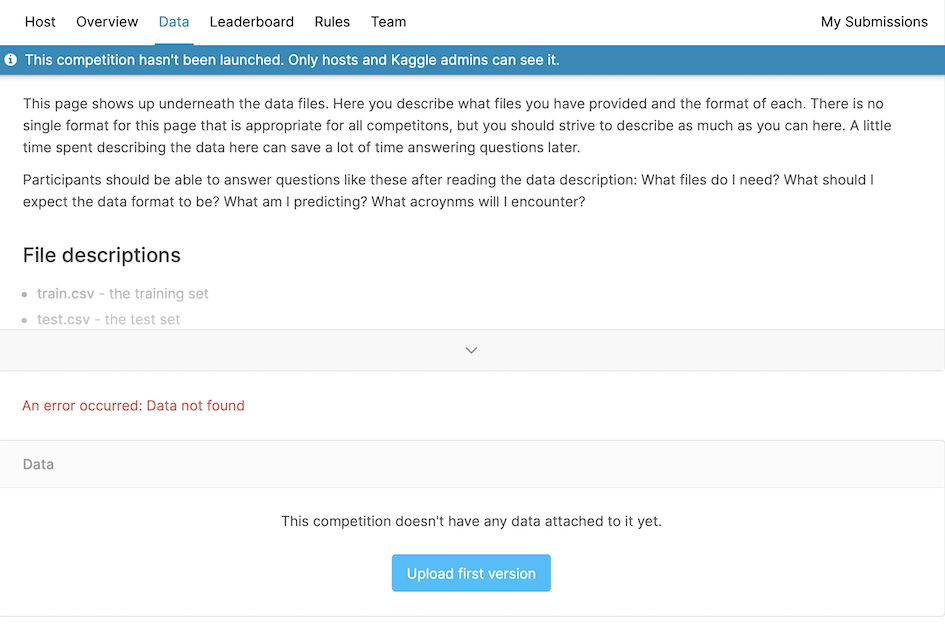 Host Overview Data Leaderboard Rules Team My Submissions
This competition hasn't been launched. Only hosts and Kaggle admins can see it.
This page shows up underneath the data files. Here you describe what files you have provided and the format of each. There is no
single format for this page that is appropriate for all competitons, but you should strive to describe as much as you can here. A little
time spent describing the data here can save a lot of time answering questions later.
Participants should be able to answer questions like these after reading the data description: What files do I need? What should I
expect the data format to be? What am I predicting? What acroynms will I encounter?
File descriptions
• train.csv - the training set
• test.csv - the test set
An error occurred: Data not found
Data
This competition doesn't have any data attached to it yet.
Upload first version